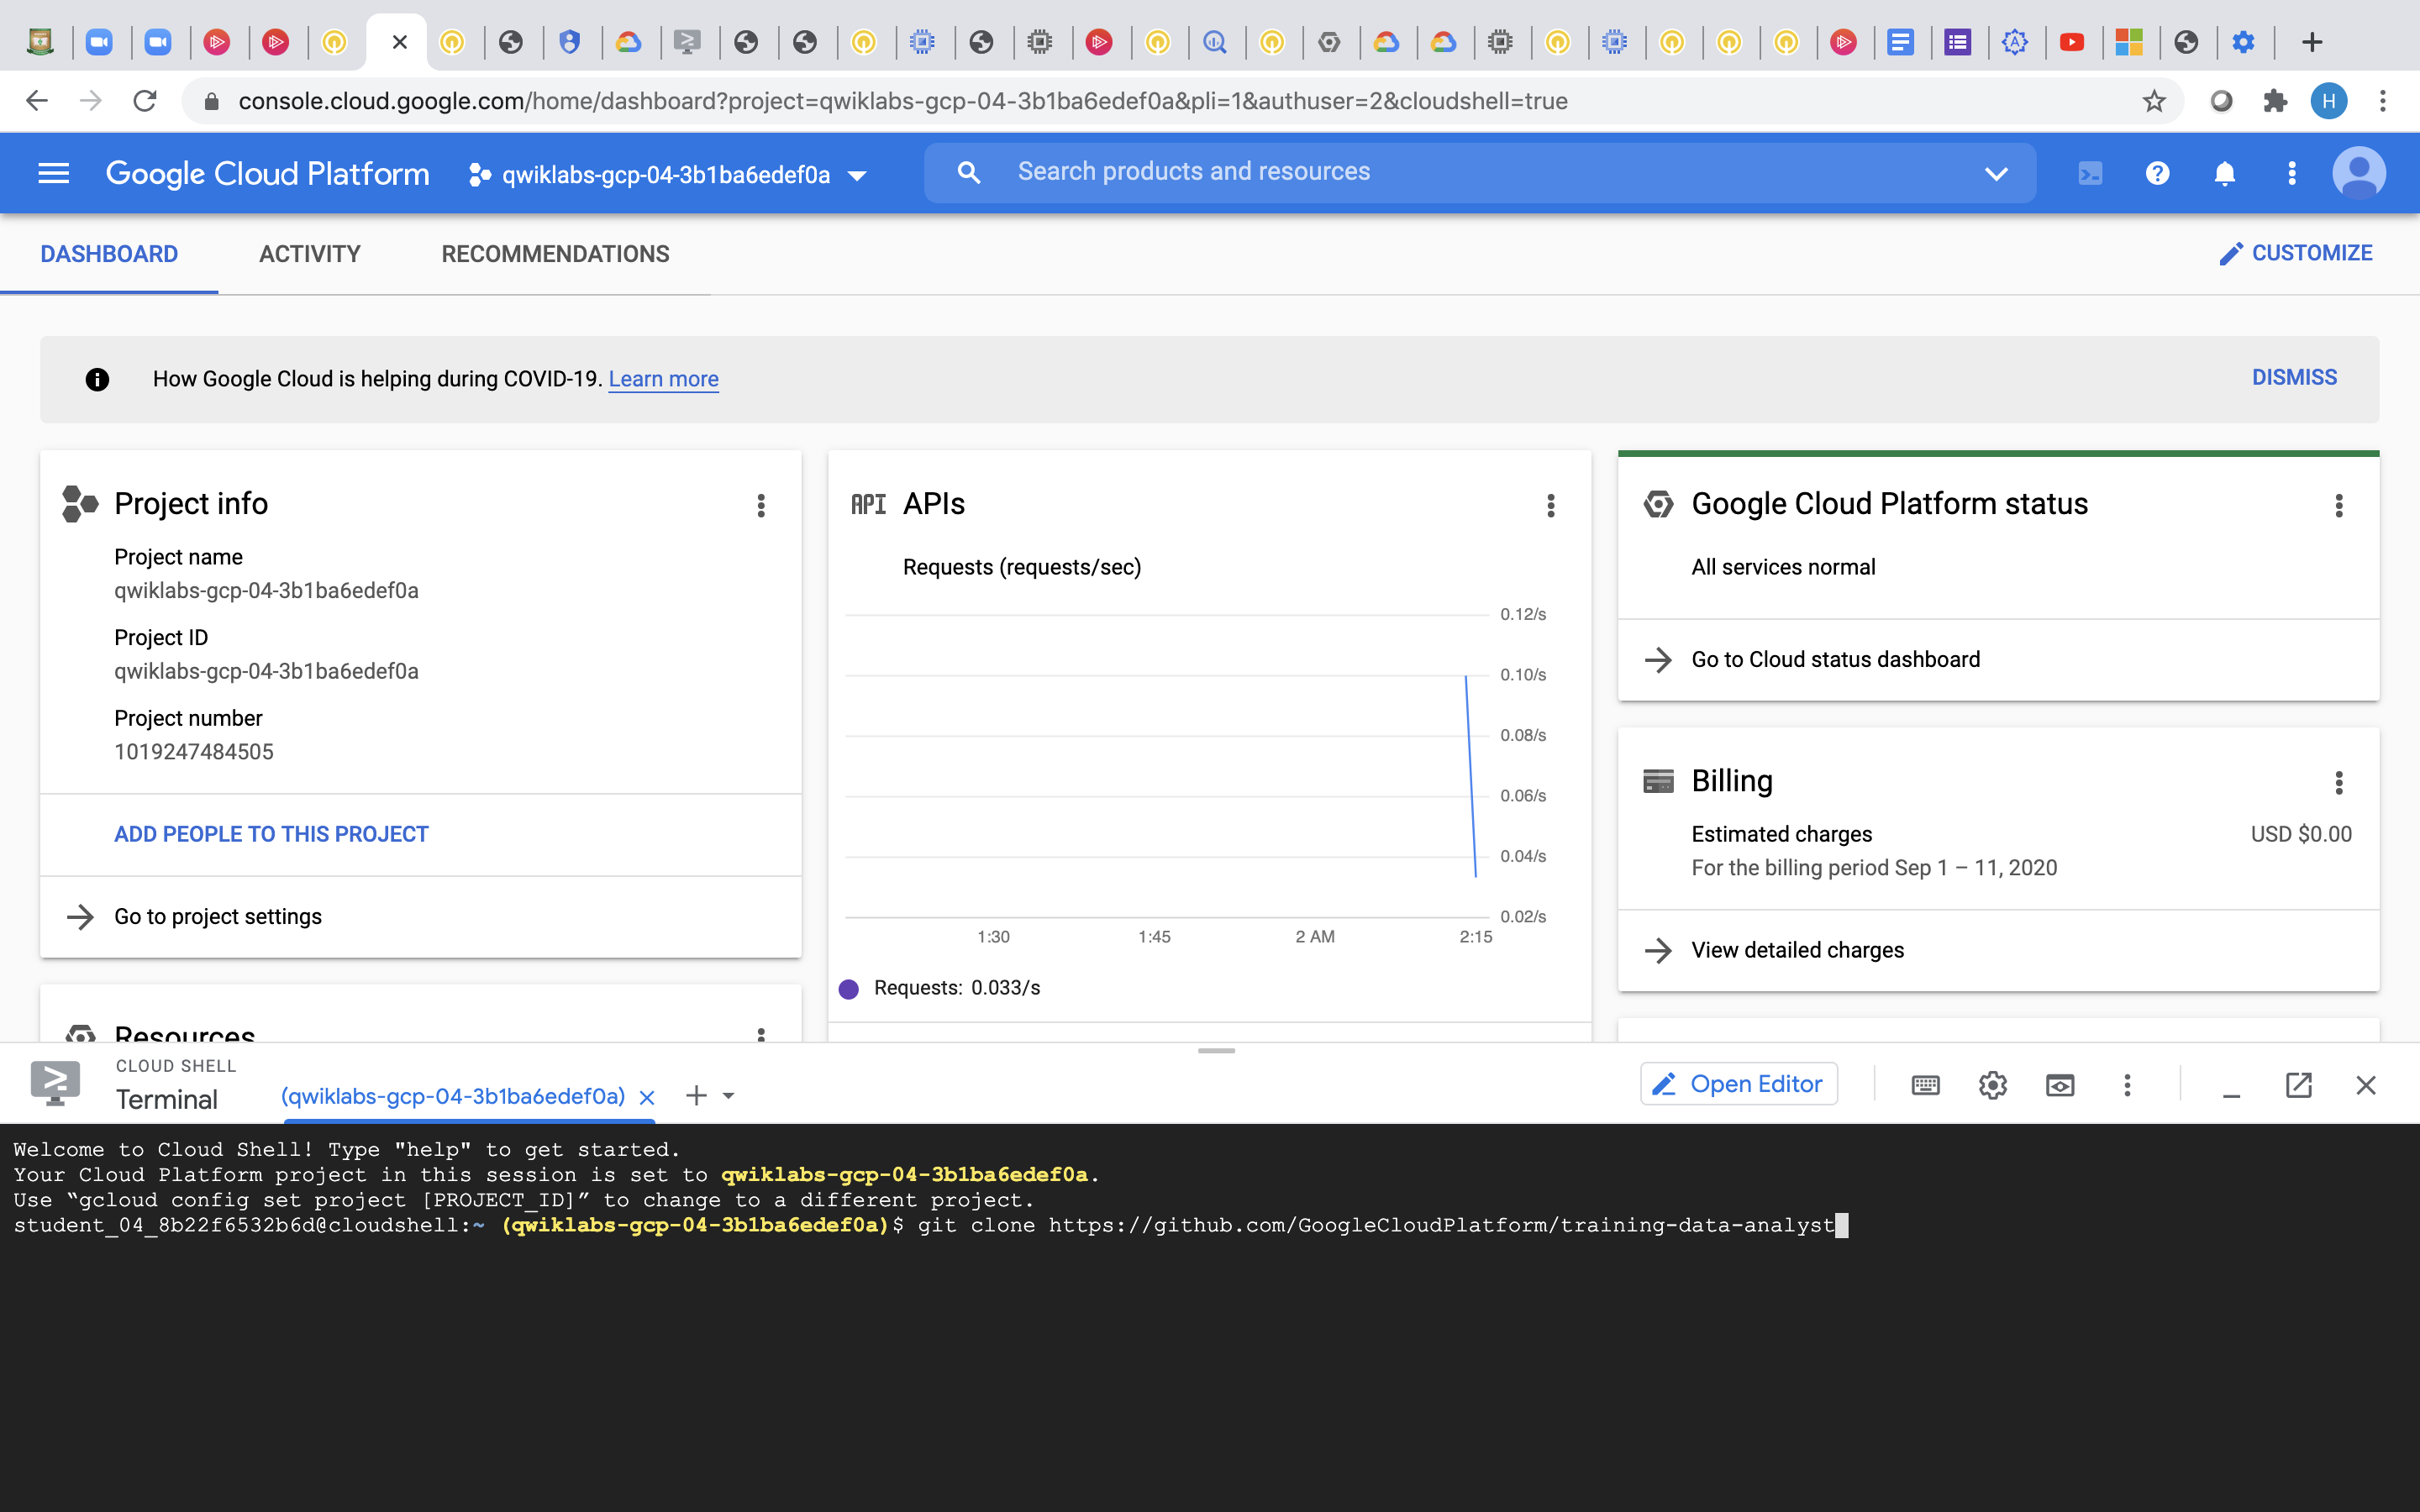 console.cloud.google.com/home/dashboard?project=qwiklabs-gcp-04-3b1ba6edef0a&pli=1&authuser=2&cloudshell=true
H
Google Cloud Platform
qwiklabs-gcp-04-3b1ba6edef0a
Search products and resources
DASHBOARD
ACTIVITY
RECOMMENDATIONS
CUSTOMIZE
How Google Cloud is helping during COVID-19. Learn more
DISMISS
Project info
Project name
qwiklabs-gcp-04-3b1ba6edef0a
Project ID
qwiklabs-gcp-04-3b1ba6edef0a
Project number
1019247484505
ADD PEOPLE TO THIS PROJECT
Go to project settings
Resources
API APIs
Requests (requests/sec)
0.12/s
0.10/s
0.08/s
0.06/s
0.04/s
0.02/s
1:30 1:45 2 AM 2:15
Requests: 0.033/s
Google Cloud Platform status
All services normal
Go to Cloud status dashboard
Billing
Estimated charges USD $0.00
For the billing period Sep 1 – 11, 2020
View detailed charges
CLOUD SHELL
Terminal
(qwiklabs-gcp-04-3b1ba6edef0a)
Open Editor
Welcome to Cloud Shell! Type "help" to get started.
Your Cloud Platform project in this session is set to qwiklabs-gcp-04-3b1ba6edef0a.
Use “gcloud config set project [PROJECT_ID]” to change to a different project.
student_04_8b22f6532b6d@cloudshell:~ (qwiklabs-gcp-04-3b1ba6edef0a)$ git clone https://github.com/GoogleCloudPlatform/training-data-analyst